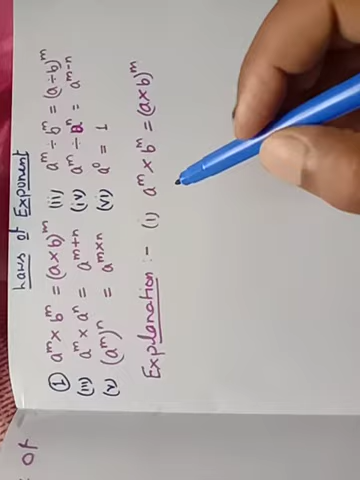 Laws of Exponent
① aᵐ × bᵐ = (a×b)ᵐ (ii) aᵐ ÷ bᵐ = (a÷b)ᵐ
(iii) aᵐ × aⁿ = aᵐ⁺ⁿ (iv) aᵐ ÷ aⁿ = aᵐ⁻ⁿ
(v) (aᵐ)ⁿ = aᵐˣⁿ (vi) a⁰ = 1
Explanation :- (i) aᵐ × bᵐ = (a×b)ᵐ
: of